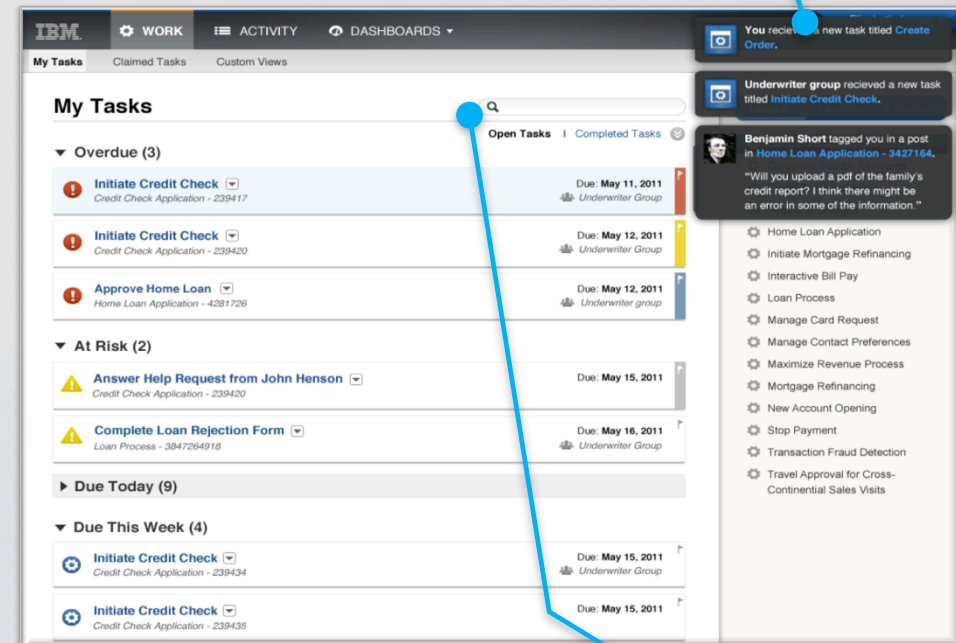 IBM.
WORK
ACTIVITY
DASHBOARDS
My Tasks
Claimed Tasks
Custom Views
My Tasks
Open Tasks | Completed Tasks
Overdue (3)
Initiate Credit Check
Credit Check Application - 239417
Due: May 11, 2011
Underwriter Group
Initiate Credit Check
Credit Check Application - 239420
Due: May 12, 2011
Underwriter Group
Approve Home Loan
Home Loan Application - 4281726
Due: May 12, 2011
Underwriter group
At Risk (2)
Answer Help Request from John Henson
Credit Check Application - 239420
Due: May 15, 2011
Complete Loan Rejection Form
Loan Process - 3847264918
Due: May 16, 2011
Underwriter Group
Due Today (9)
Due This Week (4)
Initiate Credit Check
Credit Check Application - 239434
Due: May 15, 2011
Underwriter Group
Initiate Credit Check
Credit Check Application - 239435
Due: May 15, 2011
You new task titled Create
Order.
Underwriter group recieved a new task
titled Initiate Credit Check.
Benjamin Short tagged you in a post
in Home Loan Application - 3427164.
“Will you upload a pdf of the family's
credit report? I think there might be
an error in some of the information.”
Home Loan Application
Initiate Mortgage Refinancing
Interactive Bill Pay
Loan Process
Manage Card Request
Manage Contact Preferences
Maximize Revenue Process
Mortgage Refinancing
New Account Opening
Stop Payment
Transaction Fraud Detection
Travel Approval for Cross-
Continential Sales Visits